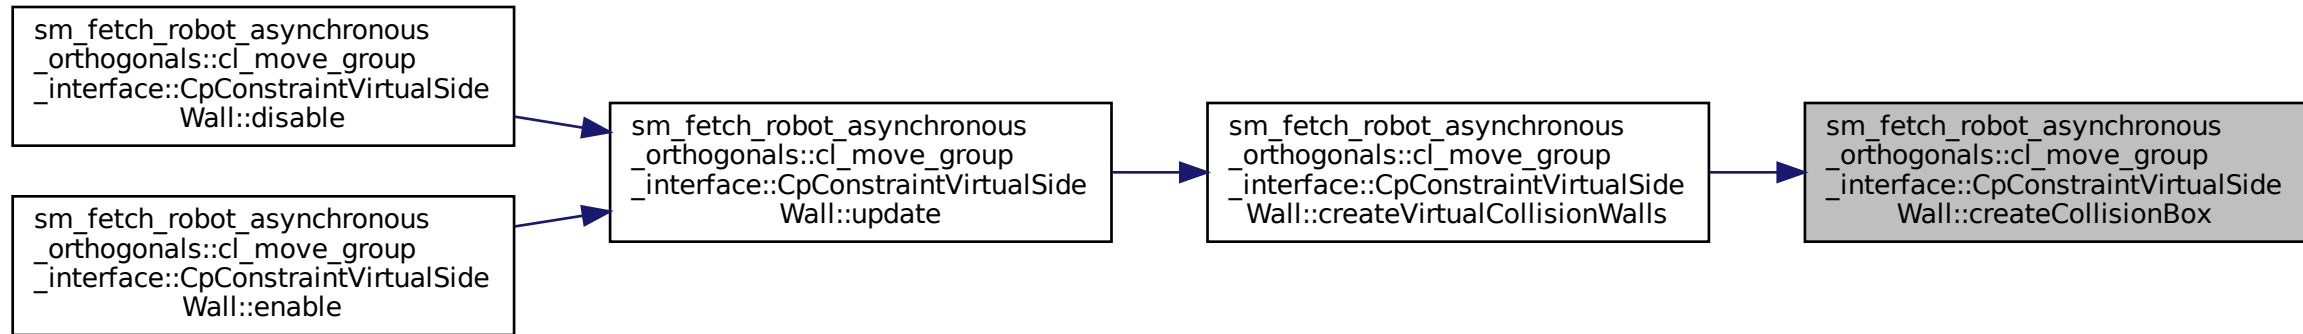 sm_fetch_robot_asynchronous
_orthogonals::cl_move_group
_interface::CpConstraintVirtualSide
Wall::disable
sm_fetch_robot_asynchronous
_orthogonals::cl_move_group
_interface::CpConstraintVirtualSide
Wall::enable
sm_fetch_robot_asynchronous
_orthogonals::cl_move_group
_interface::CpConstraintVirtualSide
Wall::update
sm_fetch_robot_asynchronous
_orthogonals::cl_move_group
_interface::CpConstraintVirtualSide
Wall::createVirtualCollisionWalls
sm_fetch_robot_asynchronous
_orthogonals::cl_move_group
_interface::CpConstraintVirtualSide
Wall::createCollisionBox